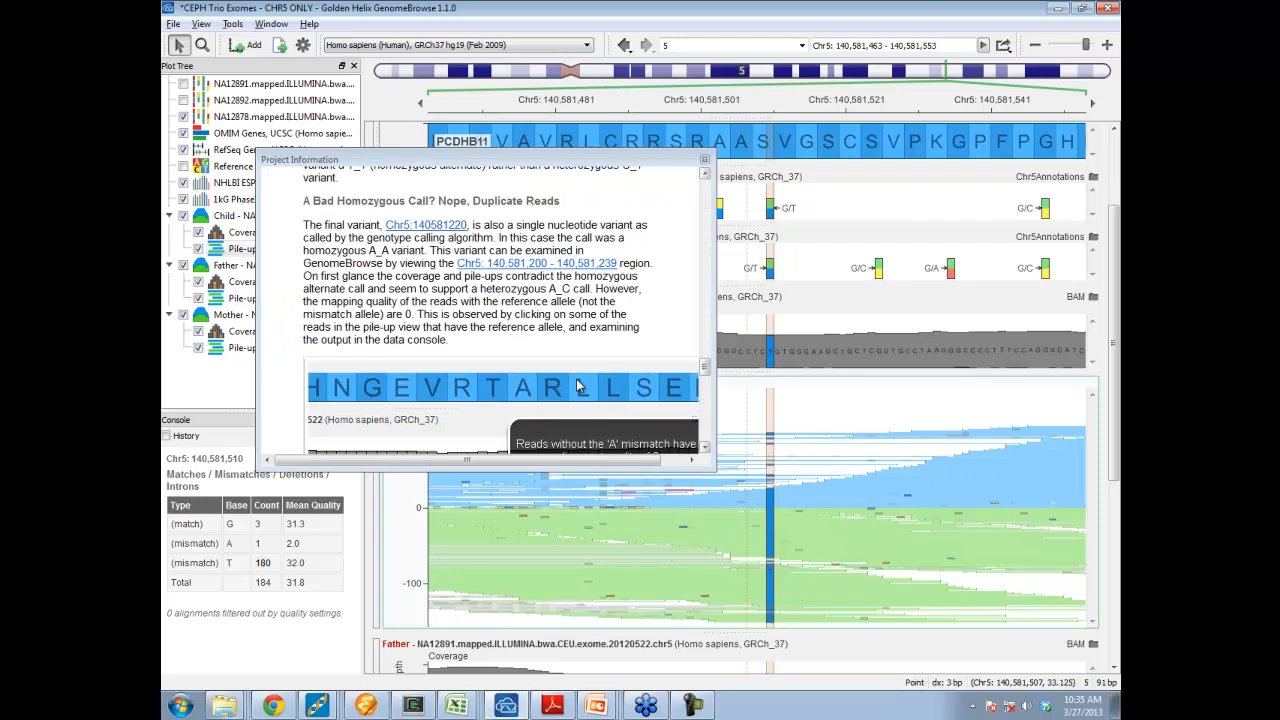 *CEPH Trio Exomes - CHR5 ONLY - Golden Helix GenomeBrowse 1.1.0
File View Tools Window Help
Add
Homo sapiens (Human), GRCh37 hg19 (Feb 2009)
5
Chr5: 140,581,463 - 140,581,553
Plot Tree
NA12891.mapped.ILLUMINA.bwa....
NA12892.mapped.ILLUMINA.bwa....
NA12878.mapped.ILLUMINA.bwa....
OMIM Genes, UCSC (Homo sapie...
RefSeq Gene
Reference
NHLBI ESP
1kG Phase
Child - NA
Covera
Pile-up
Father - N
Covera
Pile-up
Mother - N
Covera
Pile-up
5
Chr5: 140,581,481
Chr5: 140,581,501
Chr5: 140,581,521
Chr5: 140,581,541
PCDHB11 V A V R L C R R S R A A S V G S C S V P K G P F P G H
sapiens, GRCh_37)
Chr5Annotations
G/T
G/C
sapiens, GRCh_37)
Chr5Annotations
G/T
G/C
G/A
G/C
(Homo sapiens, GRCh_37)
BAM
Project Information
variant.
A Bad Homozygous Call? Nope, Duplicate Reads
The final variant, Chr5:140581220, is also a single nucleotide variant as
called by the genotype calling algorithm. In this case the call was a
homozygous A_A variant. This variant can be examined in
GenomeBrowse by viewing the Chr5: 140,581,200 - 140,581,239 region.
On first glance the coverage and pile-ups contradict the homozygous
alternate call and seem to support a heterozygous A_C call. However,
the mapping quality of the reads with the reference allele (not the
mismatch allele) are 0. This is observed by clicking on some of the
reads in the pile-up view that have the reference allele, and examining
the output in the data console.
H N G E V R T A R L L S E
522 (Homo sapiens, GRCh_37)
Reads without the 'A' mismatch have
Console
History
Chr5: 140,581,510
Matches / Mismatches / Deletions /
Introns
Type Base Count Mean Quality
(match) G 3 31.3
(mismatch) A 1 2.0
(mismatch) T 180 32.0
Total 184 31.8
0 alignments filtered out by quality settings.
0
-100
Father - NA12891.mapped.ILLUMINA.bwa.CEU.exome.20120522.chr5 (Homo sapiens, GRCh_37)
BAM
Coverage
Point dx: 3 bp (Chr5: 140,581,507, 33.125) 5 91bp
10:35 AM
3/27/2013